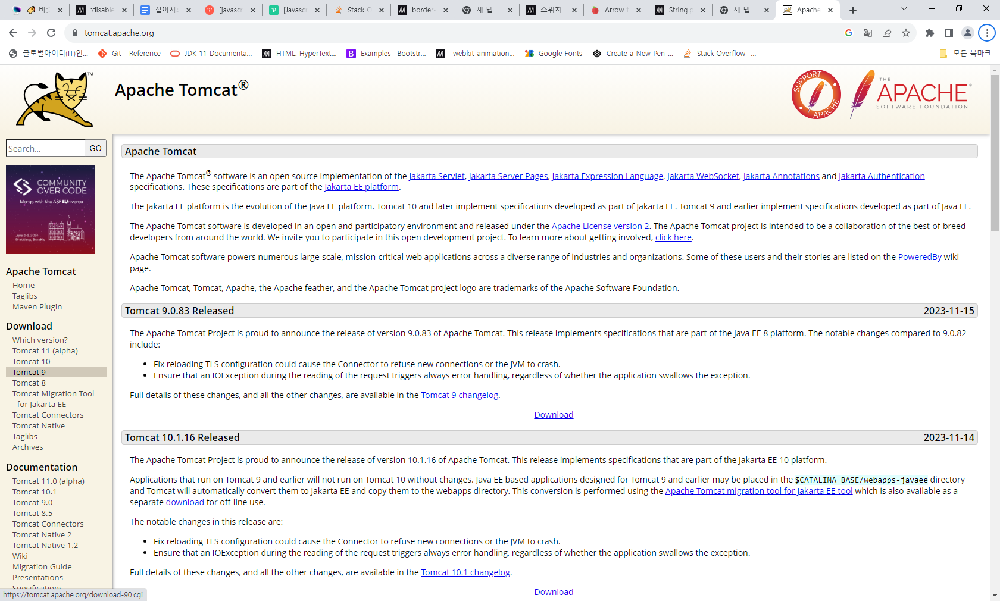 비슷
:disable
십이지
[javascr
[Javascr
Stack O
border-
새 탭
스위치
Arrow f
String.p
새 탭
Apache
tomcat.apache.org
글로벌아이티(IT)인...
Git - Reference
JDK 11 Documenta...
HTML: HyperText...
Examples · Bootstr...
-webkit-animation...
Google Fonts
Create a New Pen_...
Stack Overflow -...
모든 북마크
TM
Apache Tomcat®
SUPPORT APACHE
THE
APACHE®
SOFTWARE FOUNDATION
Search...
GO
COMMUNITY
OVER CODE
Merge with the ASF EUniverse
June 3-5, 2024
Bratislava, Slovakia
Apache Tomcat
Home
Taglibs
Maven Plugin
Download
Which version?
Tomcat 11 (alpha)
Tomcat 10
Tomcat 9
Tomcat 8
Tomcat Migration Tool
for Jakarta EE
Tomcat Connectors
Tomcat Native
Taglibs
Archives
Documentation
Tomcat 11.0 (alpha)
Tomcat 10.1
Tomcat 9.0
Tomcat 8.5
Tomcat Connectors
Tomcat Native 2
Tomcat Native 1.2
Wiki
Migration Guide
Presentations
Specifications
https://tomcat.apache.org/download-90.cgi
Apache Tomcat
The Apache Tomcat® software is an open source implementation of the Jakarta Servlet, Jakarta Server Pages, Jakarta Expression Language, Jakarta WebSocket, Jakarta Annotations and Jakarta Authentication
specifications. These specifications are part of the Jakarta EE platform.
The Jakarta EE platform is the evolution of the Java EE platform. Tomcat 10 and later implement specifications developed as part of Jakarta EE. Tomcat 9 and earlier implement specifications developed as part of Java EE.
The Apache Tomcat software is developed in an open and participatory environment and released under the Apache License version 2. The Apache Tomcat project is intended to be a collaboration of the best-of-breed
developers from around the world. We invite you to participate in this open development project. To learn more about getting involved, click here.
Apache Tomcat software powers numerous large-scale, mission-critical web applications across a diverse range of industries and organizations. Some of these users and their stories are listed on the PoweredBy wiki
page.
Apache Tomcat, Tomcat, Apache, the Apache feather, and the Apache Tomcat project logo are trademarks of the Apache Software Foundation.
Tomcat 9.0.83 Released 2023-11-15
The Apache Tomcat Project is proud to announce the release of version 9.0.83 of Apache Tomcat. This release implements specifications that are part of the Java EE 8 platform. The notable changes compared to 9.0.82
include:
• Fix reloading TLS configuration could cause the Connector to refuse new connections or the JVM to crash.
• Ensure that an IOException during the reading of the request triggers always error handling, regardless of whether the application swallows the exception.
Full details of these changes, and all the other changes, are available in the Tomcat 9 changelog.
Download
Tomcat 10.1.16 Released 2023-11-14
The Apache Tomcat Project is proud to announce the release of version 10.1.16 of Apache Tomcat. This release implements specifications that are part of the Jakarta EE 10 platform.
Applications that run on Tomcat 9 and earlier will not run on Tomcat 10 without changes. Java EE based applications designed for Tomcat 9 and earlier may be placed in the $CATALINA_BASE/webapps-javaee directory
and Tomcat will automatically convert them to Jakarta EE and copy them to the webapps directory. This conversion is performed using the Apache Tomcat migration tool for Jakarta EE tool which is also available as a
separate download for off-line use.
The notable changes in this release are:
• Fix reloading TLS configuration could cause the Connector to refuse new connections or the JVM to crash.
• Ensure that an IOException during the reading of the request triggers always error handling, regardless of whether the application swallows the exception.
Full details of these changes, and all the other changes, are available in the Tomcat 10.1 changelog.
Download